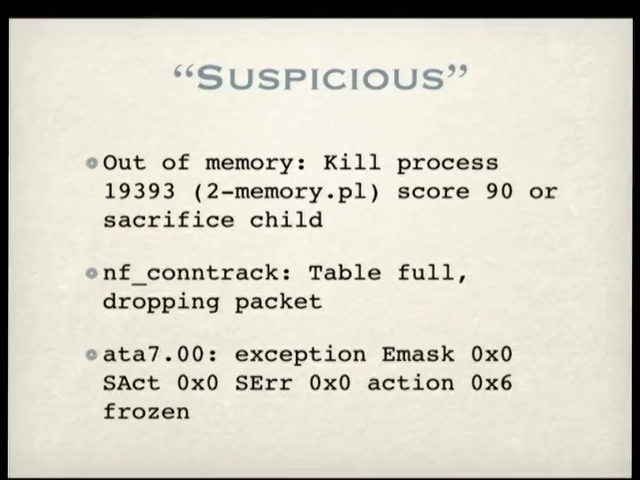 “Suspicious”
Out of memory: Kill process
19393 (2-memory.pl) score 90 or
sacrifice child
nf_conntrack: Table full,
dropping packet
ata7.00: exception Emask 0x0
SAct 0x0 SErr 0x0 action 0x6
frozen